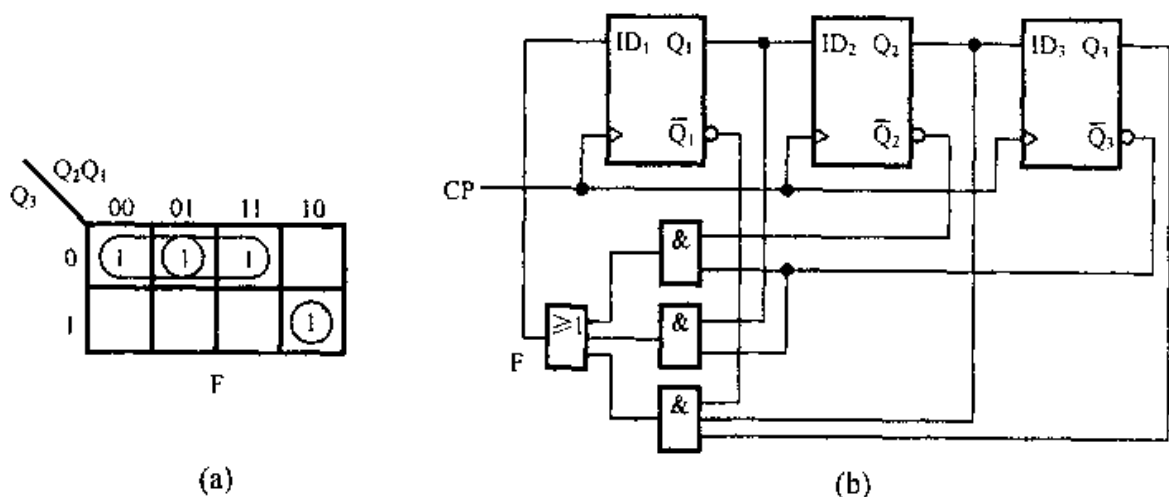 Q₃ Q₂Q₁
00 01 11 10
0 1 1 1
1 1
F
(a)
ID₁ Q₁ ID₂ Q₂ ID₃ Q₃
Q̄₁ Q̄₂ Q̄₃
CP
&
≥1 &
F
&
(b)